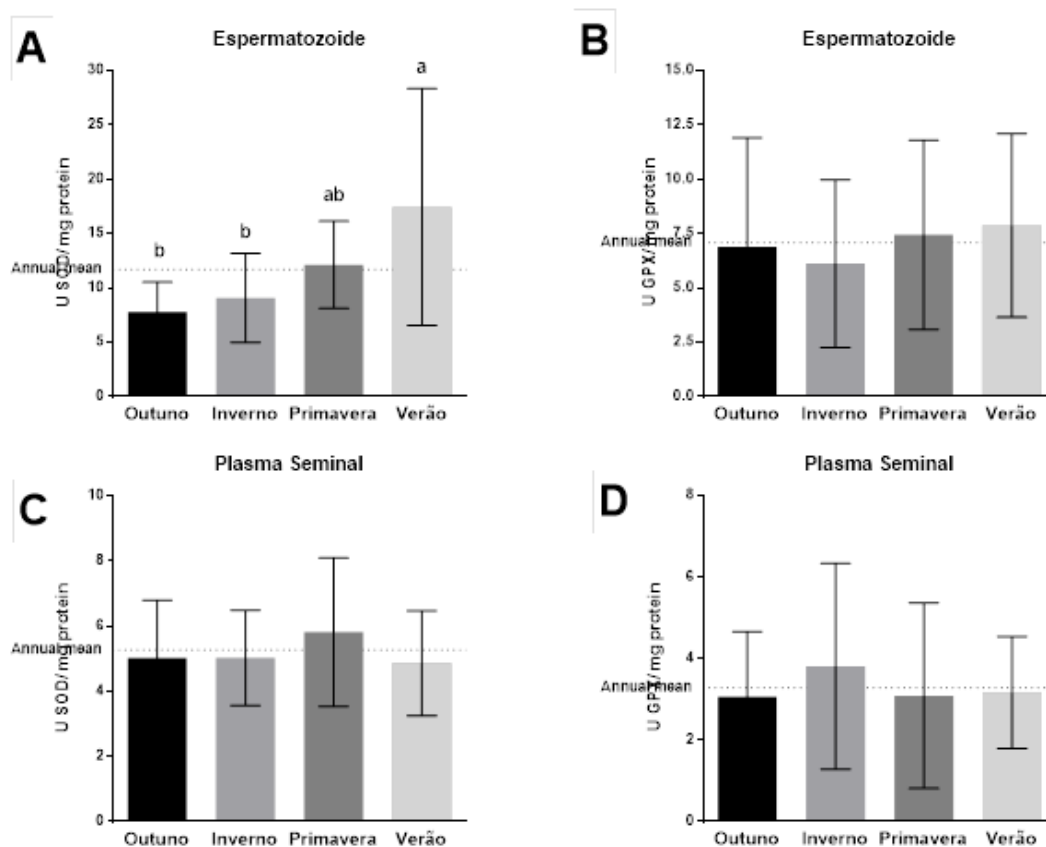 A
Espermatozoide
30
25
20
15
10
5
0
U SOD/mg protein
Annual mean
b
b
ab
a
Outuno
Inverno
Primavera
Verão
B
Espermatozoide
15.0
12.5
10.0
7.5
5.0
2.5
0.0
U GPX/mg protein
Annual mean
Outuno
Inverno
Primavera
Verão
C
Plasma Seminal
10
8
6
4
2
0
U SOD/mg protein
Annual mean
Outuno
Inverno
Primavera
Verão
D
Plasma Seminal
8
6
4
2
0
U GPX/mg protein
Annual mean
Outuno
Inverno
Primavera
Verão